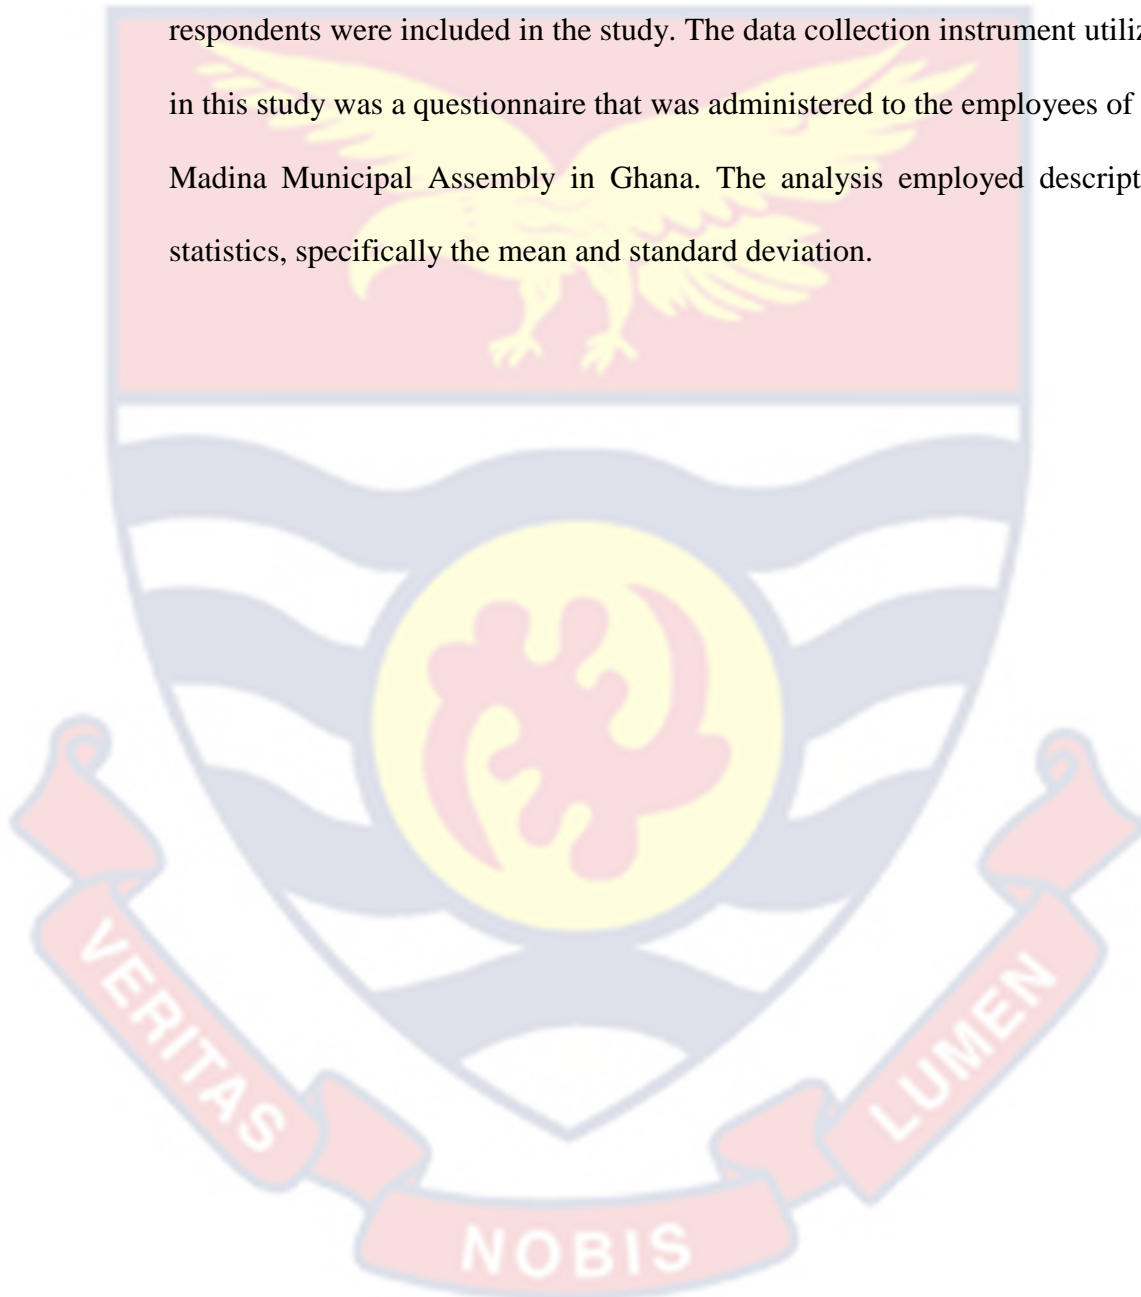 respondents were included in the study. The data collection instrument utiliz
in this study was a questionnaire that was administered to the employees of
Madina Municipal Assembly in Ghana. The analysis employed descript
statistics, specifically the mean and standard deviation.
VERITAS
NOBIS
LUMEN